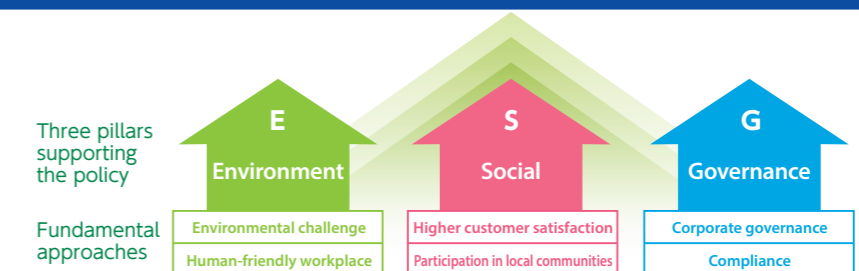 Three pillars
supporting
the policy
E
Environment
S
Social
G
Governance
Fundamental
approaches
Environmental challenge
Human-friendly workplace
Higher customer satisfaction
Participation in local communities
Corporate governance
Compliance